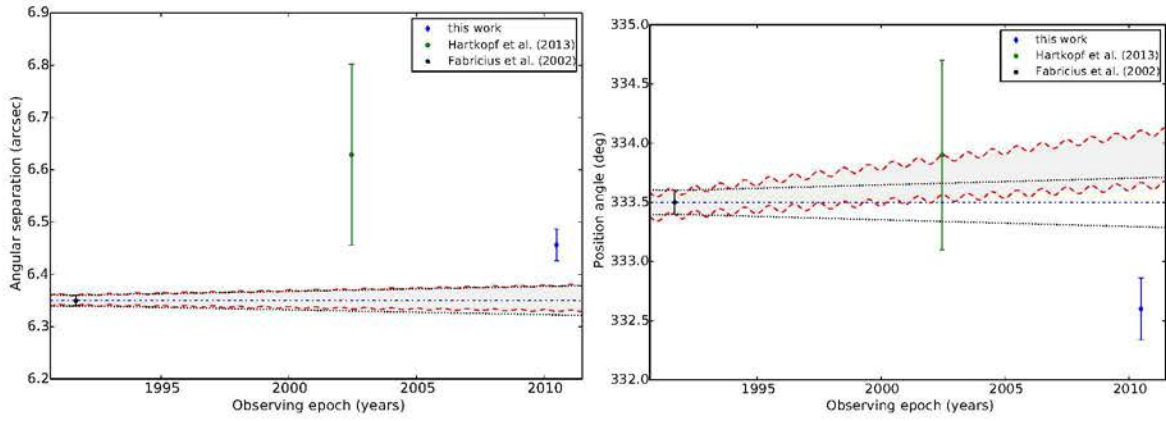 6.9
6.8
6.7
6.6
6.5
6.4
6.3
6.2
Angular separation (arcsec)
this work
Hartkopf et al. (2013)
Fabricius et al. (2002)
1995
2000
2005
2010
Observing epoch (years)
335.0
334.5
334.0
333.5
333.0
332.5
332.0
Position angle (deg)
this work
Hartkopf et al. (2013)
Fabricius et al. (2002)
1995
2000
2005
2010
Observing epoch (years)